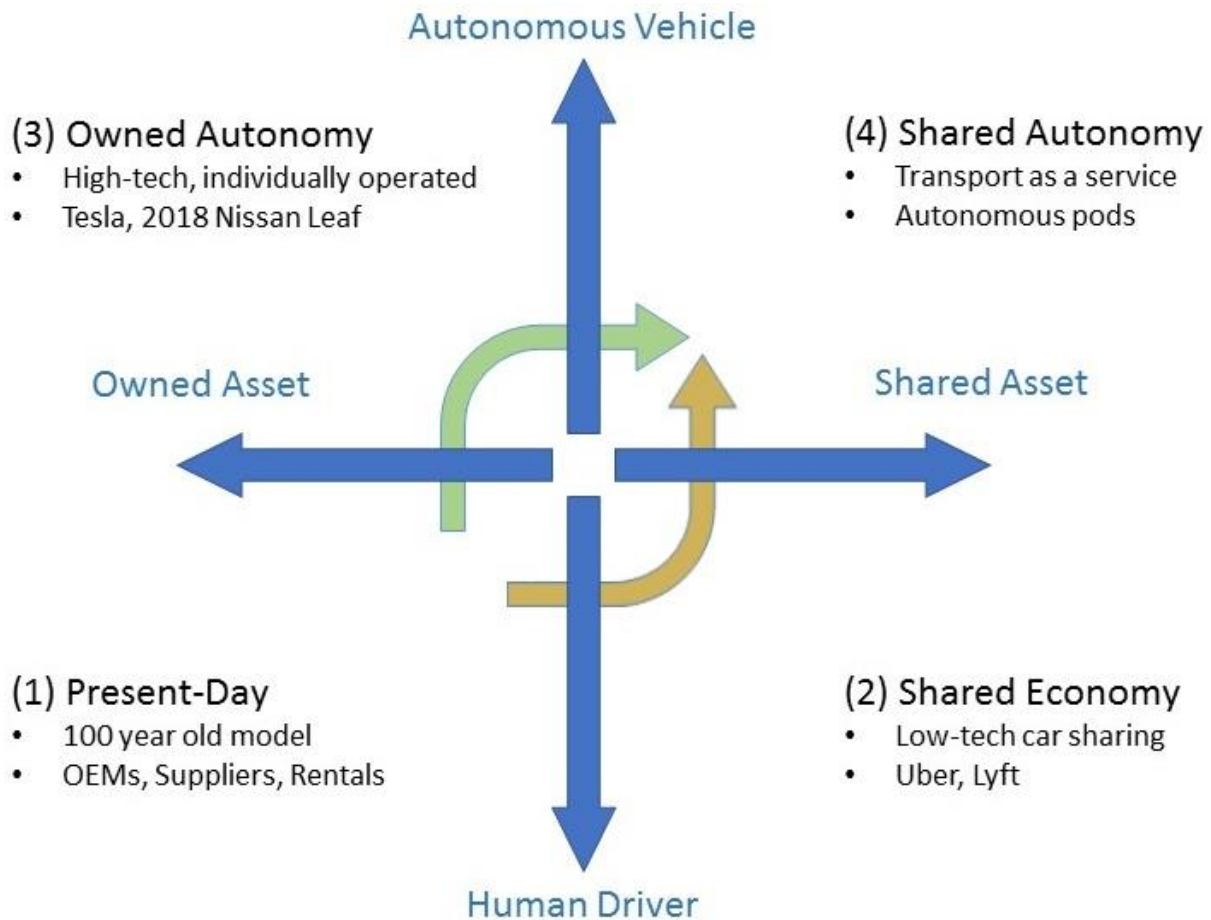 Autonomous Vehicle
(3) Owned Autonomy
• High-tech, individually operated
• Tesla, 2018 Nissan Leaf
(4) Shared Autonomy
• Transport as a service
• Autonomous pods
Owned Asset
Shared Asset
(1) Present-Day
• 100 year old model
• OEMs, Suppliers, Rentals
(2) Shared Economy
• Low-tech car sharing
• Uber, Lyft
Human Driver